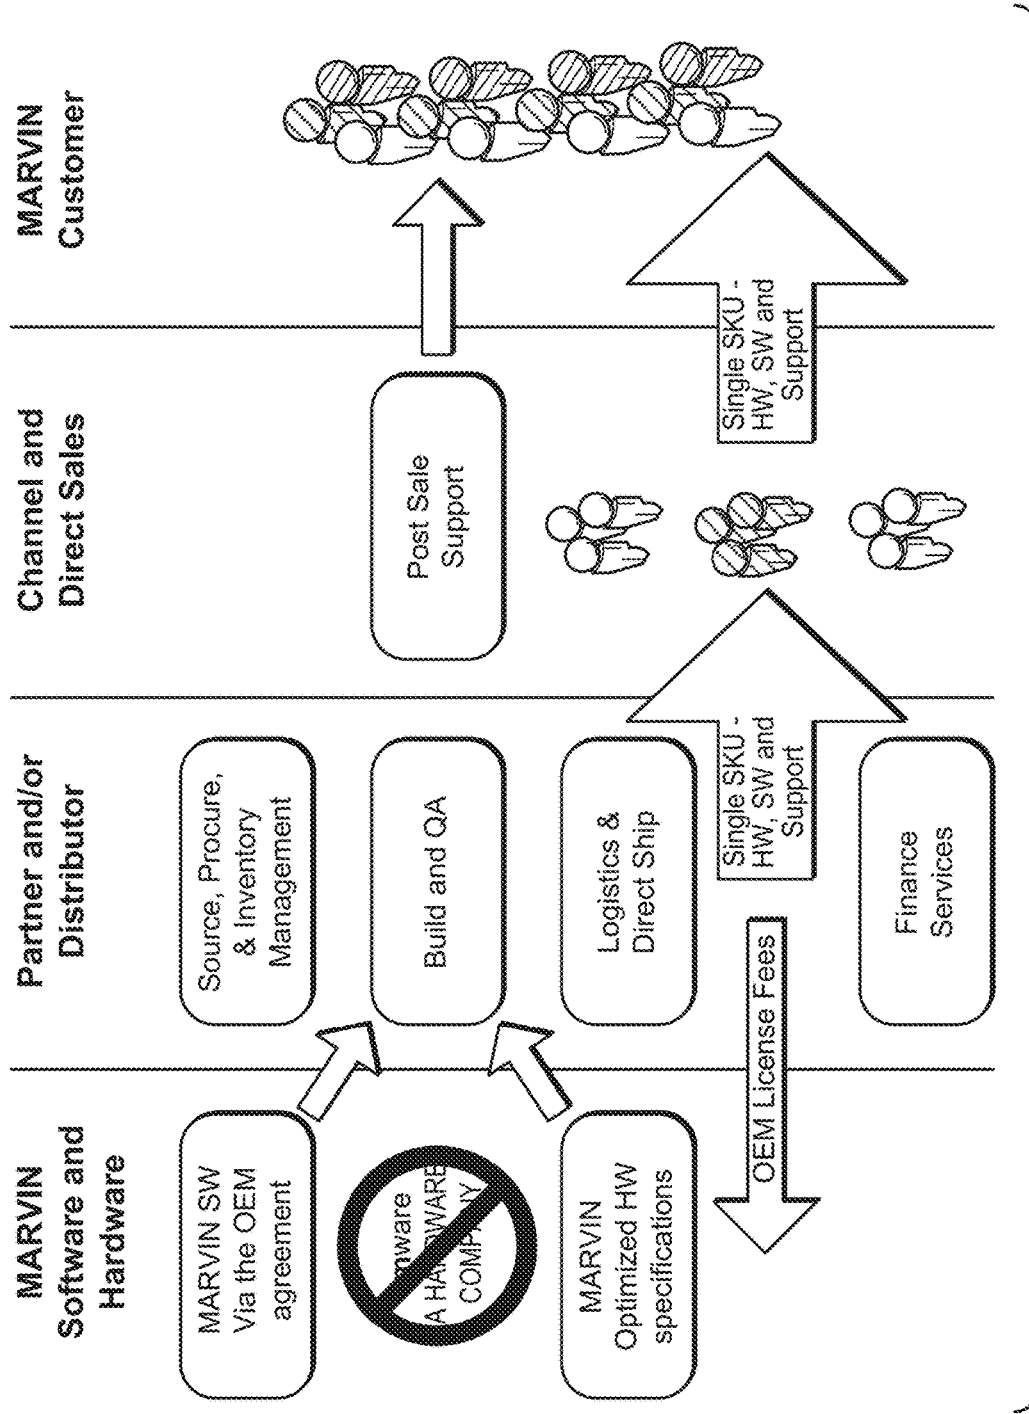 MARVIN
Software and
Hardware
Partner and/or
Distributor
Channel and
Direct Sales
MARVIN
Customer
MARVIN SW
Via the OEM
agreement
A HARDWARE
COMPANY
MARVIN
Optimized HW
specifications
Source, Procure,
& Inventory
Management
Build and QA
Logistics &
Direct Ship
Single SKU -
HW, SW and
Support
OEM License Fees
Finance
Services
Post Sale
Support
Single SKU -
HW, SW and
Support